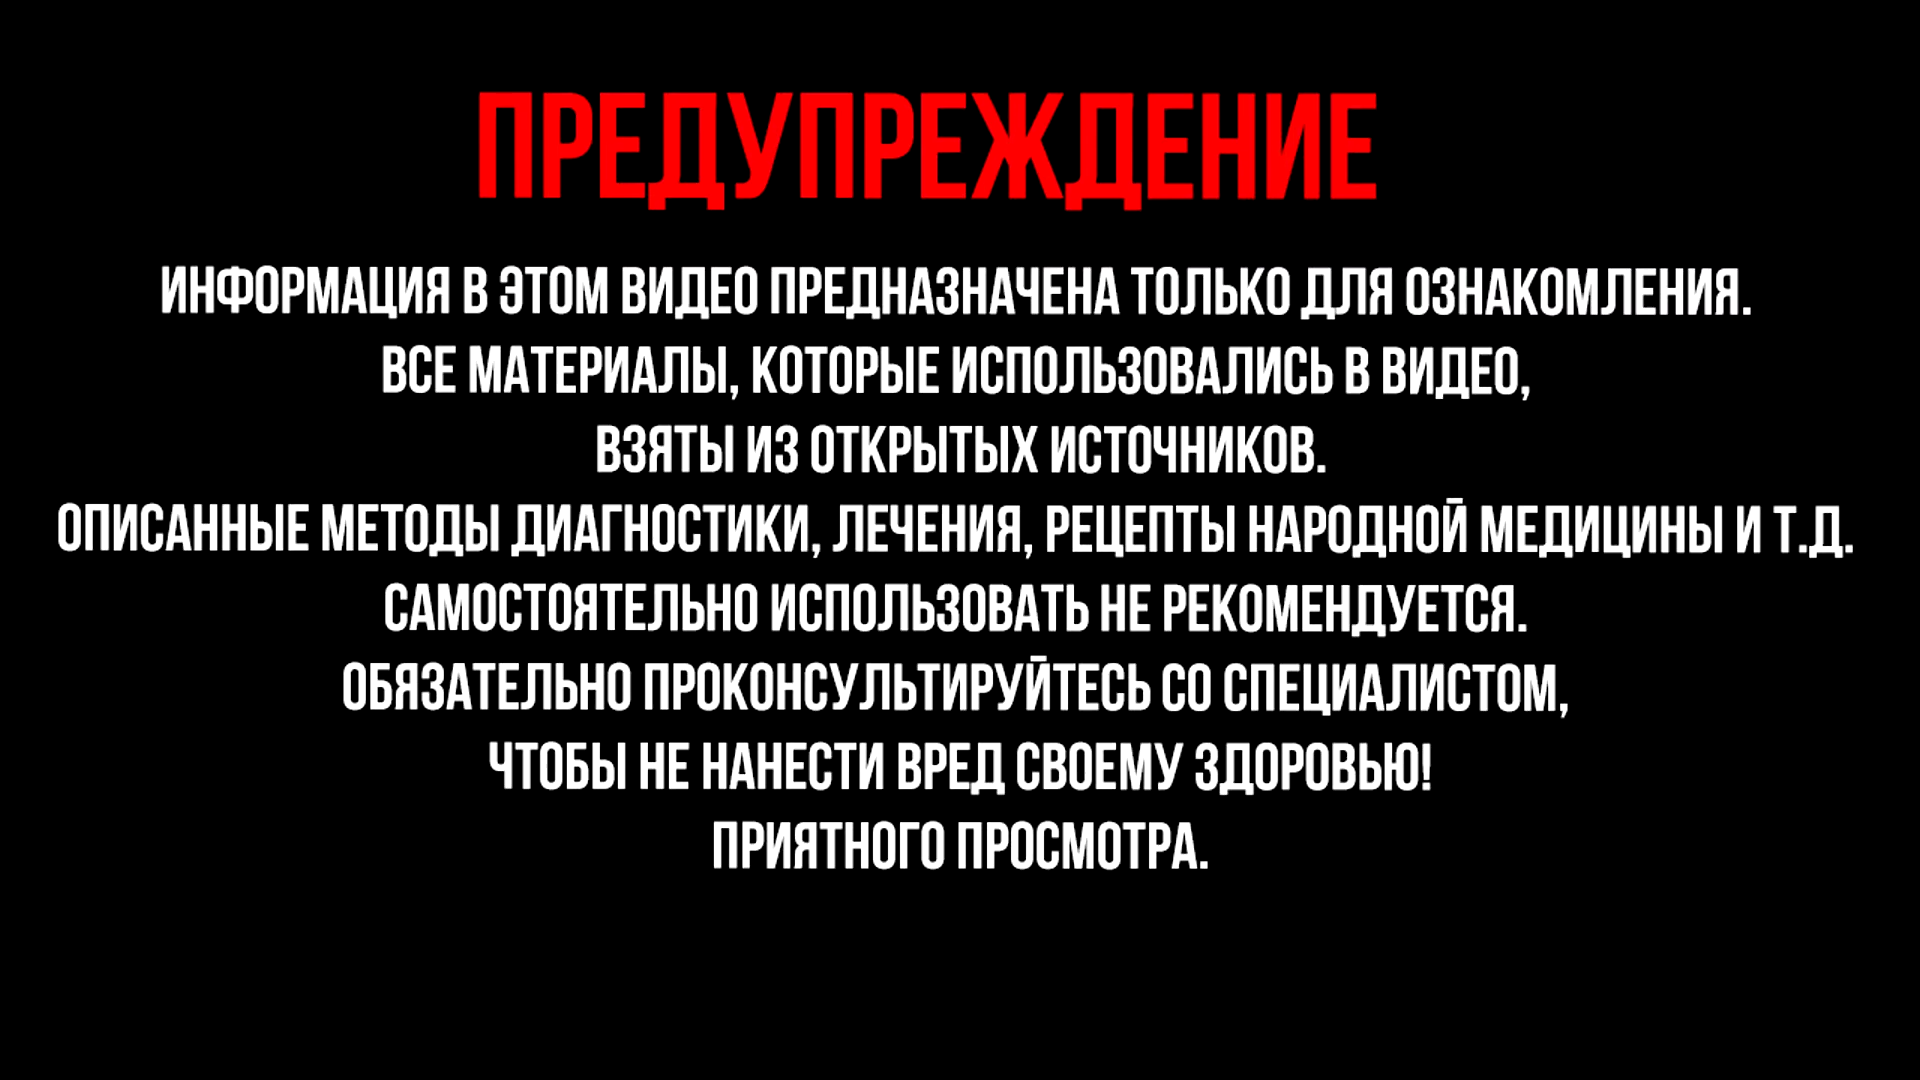 ПРЕДУПРЕЖДЕНИЕ
ИНФОРМАЦИЯ В ЭТОМ ВИДЕО ПРЕДНАЗНАЧЕНА ТОЛЬКО ДЛЯ ОЗНАКОМЛЕНИЯ.
ВСЕ МАТЕРИАЛЫ, КОТОРЫЕ ИСПОЛЬЗОВАЛИСЬ В ВИДЕО,
ВЗЯТЫ ИЗ ОТКРЫТЫХ ИСТОЧНИКОВ.
ОПИСАННЫЕ МЕТОДЫ ДИАГНОСТИКИ, ЛЕЧЕНИЯ, РЕЦЕПТЫ НАРОДНОЙ МЕДИЦИНЫ И Т.Д.
САМОСТОЯТЕЛЬНО ИСПОЛЬЗОВАТЬ НЕ РЕКОМЕНДУЕТСЯ.
ОБЯЗАТЕЛЬНО ПРОКОНСУЛЬТИРУЙТЕСЬ СО СПЕЦИАЛИСТОМ,
ЧТОБЫ НЕ НАНЕСТИ ВРЕД СВОЕМУ ЗДОРОВЬЮ!
ПРИЯТНОГО ПРОСМОТРА.